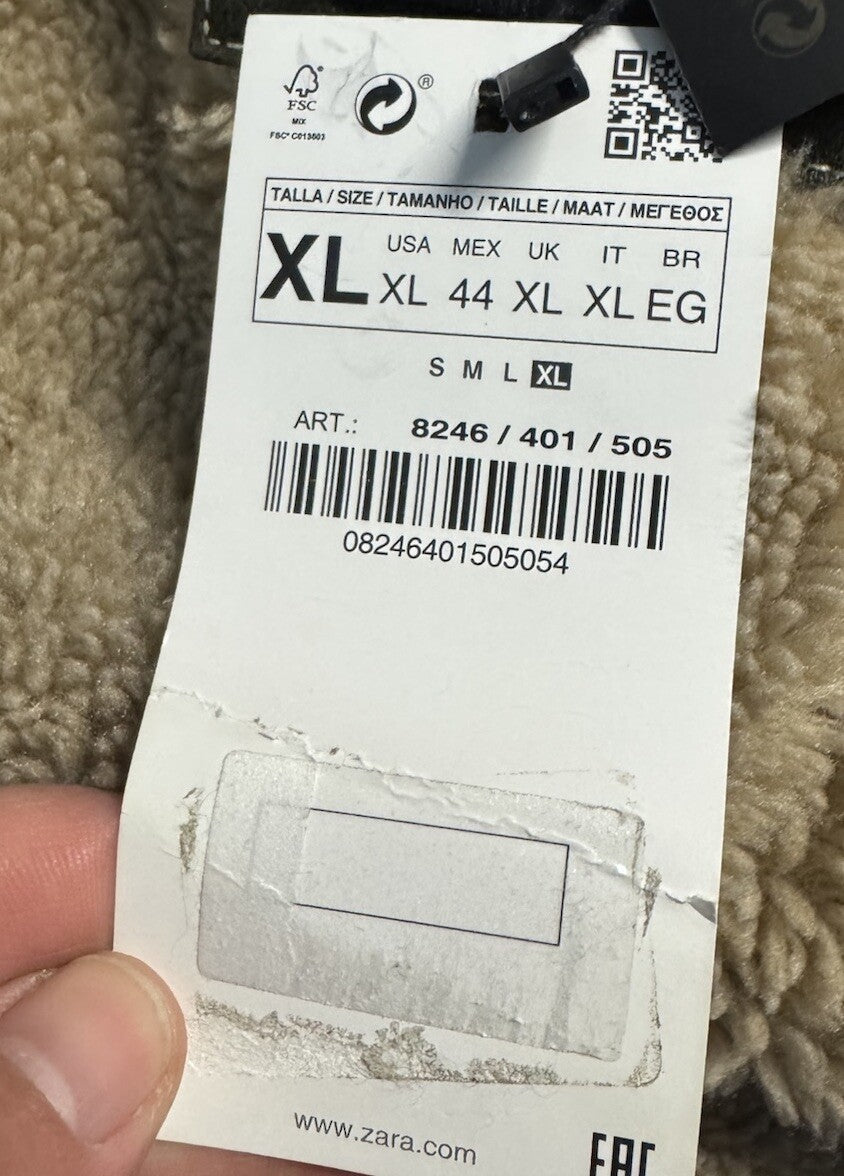 FSC
MIX
FSC® C013503
®
TALLA / SIZE / TAMANHO / TAILLE / MAAT / ΜΕΓΕΘΟΣ
XL
USA MEX UK IT BR
XL 44 XL XL EG
S M L XL
ART.: 8246 / 401 / 505
08246401505054
www.zara.com
EAC